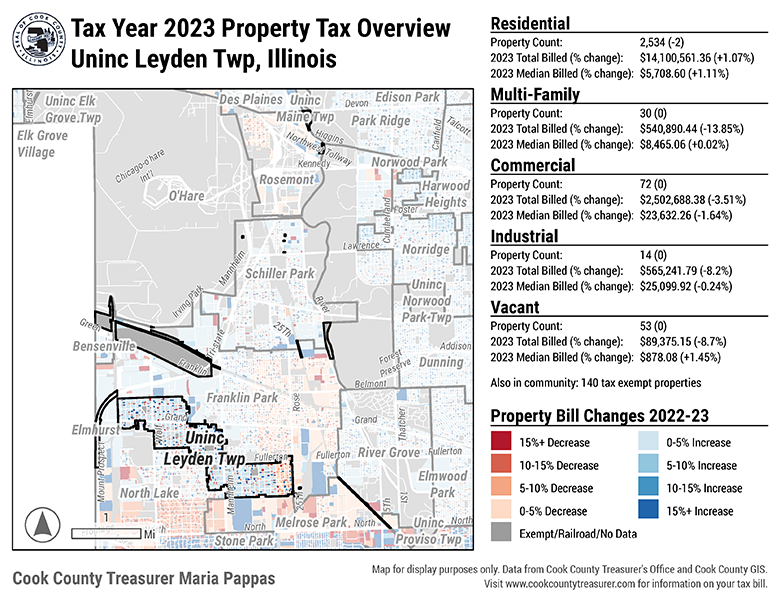 Tax Year 2023 Property Tax Overview
Uninc Leyden Twp, Illinois
Residential
Property Count: 2,534 (-2)
2023 Total Billed (% change): $14,100,561.36 (+1.07%)
2023 Median Billed (% change): $5,708.60 (+1.11%)
Multi-Family
Property Count: 30 (0)
2023 Total Billed (% change): $540,890.44 (-13.85%)
2023 Median Billed (% change): $8,465.06 (+0.02%)
Commercial
Property Count: 72 (0)
2023 Total Billed (% change): $2,502,688.38 (-3.51%)
2023 Median Billed (% change): $23,632.26 (-1.64%)
Industrial
Property Count: 14 (0)
2023 Total Billed (% change): $565,241.79 (-8.2%)
2023 Median Billed (% change): $25,099.92 (-0.24%)
Vacant
Property Count: 53 (0)
2023 Total Billed (% change): $89,375.15 (-8.7%)
2023 Median Billed (% change): $878.08 (+1.45%)
Also in community: 140 tax exempt properties
Property Bill Changes 2022-23
15%+ Decrease
0-5% Increase
10-15% Decrease
5-10% Increase
5-10% Decrease
10-15% Increase
0-5% Decrease
15%+ Increase
Exempt/Railroad/No Data
Elmhurst
Uninc Elk
Grove Twp
Elk Grove
Village
Des Plaines
Uninc
Maine Twp
Devon
Edison Park
Park Ridge
Talcott
Canfield
Higgins
Northwest Tollway
Kennedy
Norwood Park
Chicago-o'hare
Int'l
O'Hare
Rosemont
Harwood
Heights
Cumberland
Foster
Lawrence
Norridge
Mannheim
Schiller Park
Irving Park
River
Uninc
Norwood
Park Twp
Green
Bensenville
Tri-state
25Th
Franklin
Addison
Forest
Preserve
Dunning
Belmont
Franklin Park
Rose
Grand
Thatcher
Elmhurst
Grand
Wolf
Uninc
Leyden Twp
Fullerton
Fullerton
River Grove
Fullerton
Mount Prospect
Mannheim
Elmwood
Park
North Lake
25Th
5Th
1St
North
Melrose Park
North
Uninc
Proviso Twp
North
Stone Park
1
Mi
Cook County Treasurer Maria Pappas
Map for display purposes only. Data from Cook County Treasurer's Office and Cook County GIS.
Visit www.cookcountytreasurer.com for information on your tax bill.